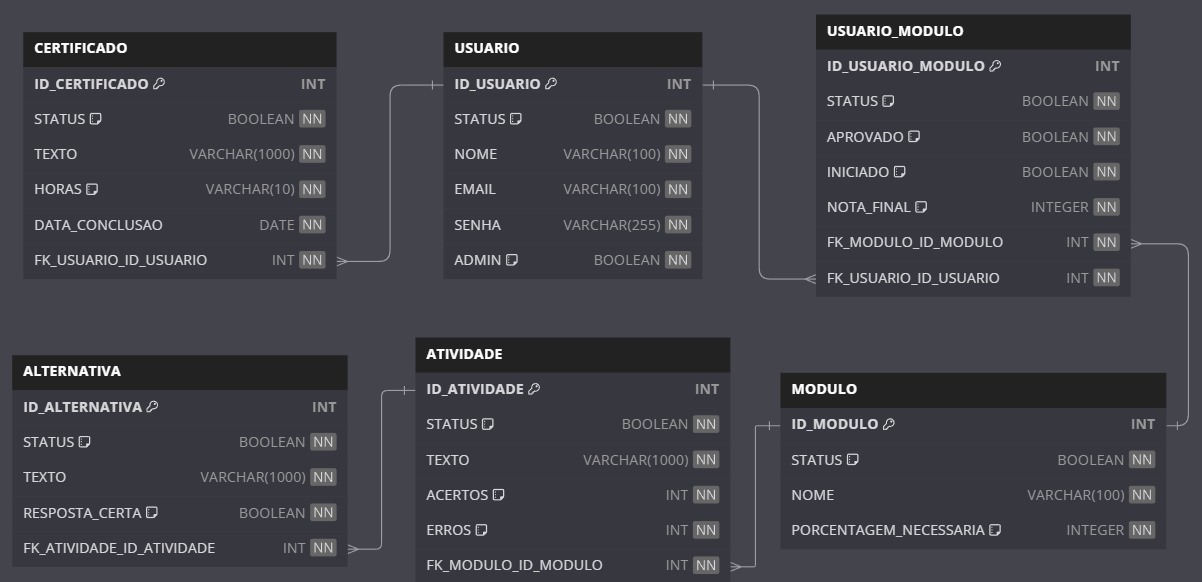 CERTIFICADO
ID_CERTIFICADO INT
STATUS BOOLEAN NN
TEXTO VARCHAR(1000) NN
HORAS VARCHAR(10) NN
DATA_CONCLUSAO DATE NN
FK_USUARIO_ID_USUARIO INT NN
USUARIO
ID_USUARIO INT
STATUS BOOLEAN NN
NOME VARCHAR(100) NN
EMAIL VARCHAR(100) NN
SENHA VARCHAR(255) NN
ADMIN BOOLEAN NN
USUARIO_MODULO
ID_USUARIO_MODULO INT
STATUS BOOLEAN NN
APROVADO BOOLEAN NN
INICIADO BOOLEAN NN
NOTA_FINAL INTEGER NN
FK_MODULO_ID_MODULO INT NN
FK_USUARIO_ID_USUARIO INT NN
ALTERNATIVA
ID_ALTERNATIVA INT
STATUS BOOLEAN NN
TEXTO VARCHAR(1000) NN
RESPOSTA_CERTA BOOLEAN NN
FK_ATIVIDADE_ID_ATIVIDADE INT NN
ATIVIDADE
ID_ATIVIDADE INT
STATUS BOOLEAN NN
TEXTO VARCHAR(1000) NN
ACERTOS INT NN
ERROS INT NN
FK_MODULO_ID_MODULO INT NN
MODULO
ID_MODULO INT
STATUS BOOLEAN NN
NOME VARCHAR(100) NN
PORCENTAGEM_NECESSARIA INTEGER NN